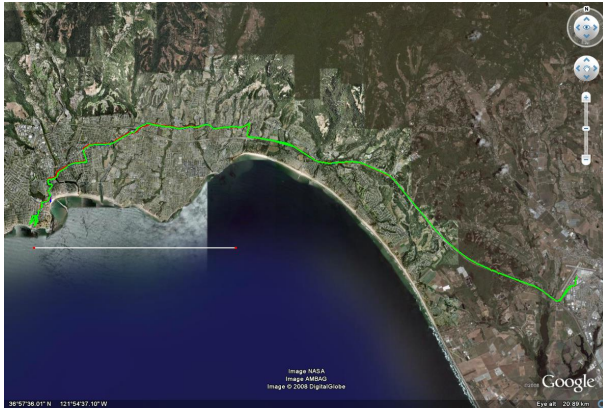 N
Image NASA
Image AMBAG
Image © 2008 DigitalGlobe
©2008 Google
36°57'36.01" N 121°54'37.10" W
Eye alt 20.89 km